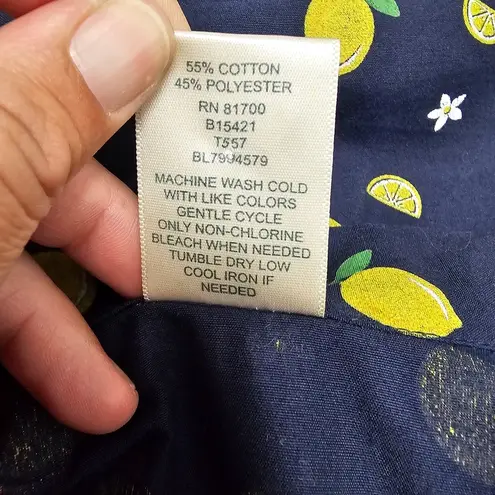 55% COTTON
45% POLYESTER
RN 81700
B15421
T557
BL7994579
MACHINE WASH COLD
WITH LIKE COLORS
GENTLE CYCLE
ONLY NON-CHLORINE
BLEACH WHEN NEEDED
TUMBLE DRY LOW
COOL IRON IF
NEEDED